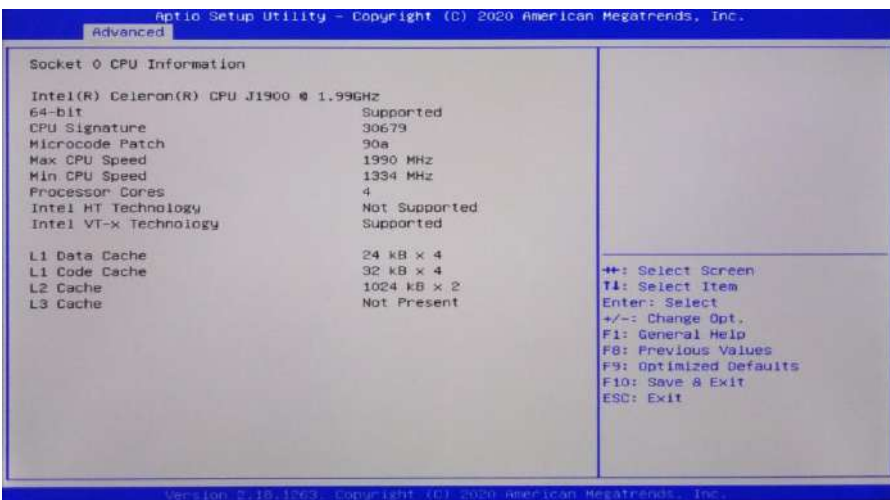 Aptio Setup Utility - Copyright (C) 2020 American Megatrends, Inc.
Advanced
Socket 0 CPU Information
Intel(R) Celeron(R) CPU J1900 @ 1.99GHz
64-bit Supported
CPU Signature 30679
Microcode Patch 90a
Max CPU Speed 1990 MHz
Min CPU Speed 1334 MHz
Processor Cores 4
Intel HT Technology Not Supported
Intel VT-x Technology Supported
L1 Data Cache 24 kB x 4
L1 Code Cache 32 kB x 4
L2 Cache 1024 kB x 2
L3 Cache Not Present
→←: Select Screen
↑↓: Select Item
Enter: Select
+/-: Change Opt.
F1: General Help
F8: Previous Values
F9: Optimized Defaults
F10: Save & Exit
ESC: Exit
Version 2.18.1263. Copyright (C) 2020 American Megatrends, Inc.